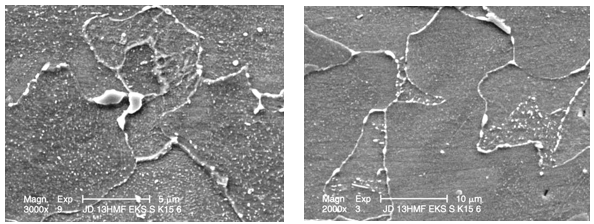 Magn Exp 5 μm
3000x 9 JD 13HMF EKS S K15 6
Magn Exp 10 μm
2000x 3 JD 13HMF EKS S K15 6